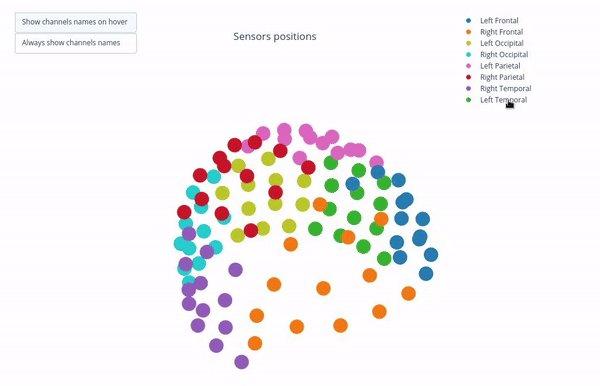 Show channels names on hover
Always show channels names
Sensors positions
Left Frontal
Right Frontal
Left Occipital
Right Occipital
Left Parietal
Right Parietal
Right Temporal
Left Temporal